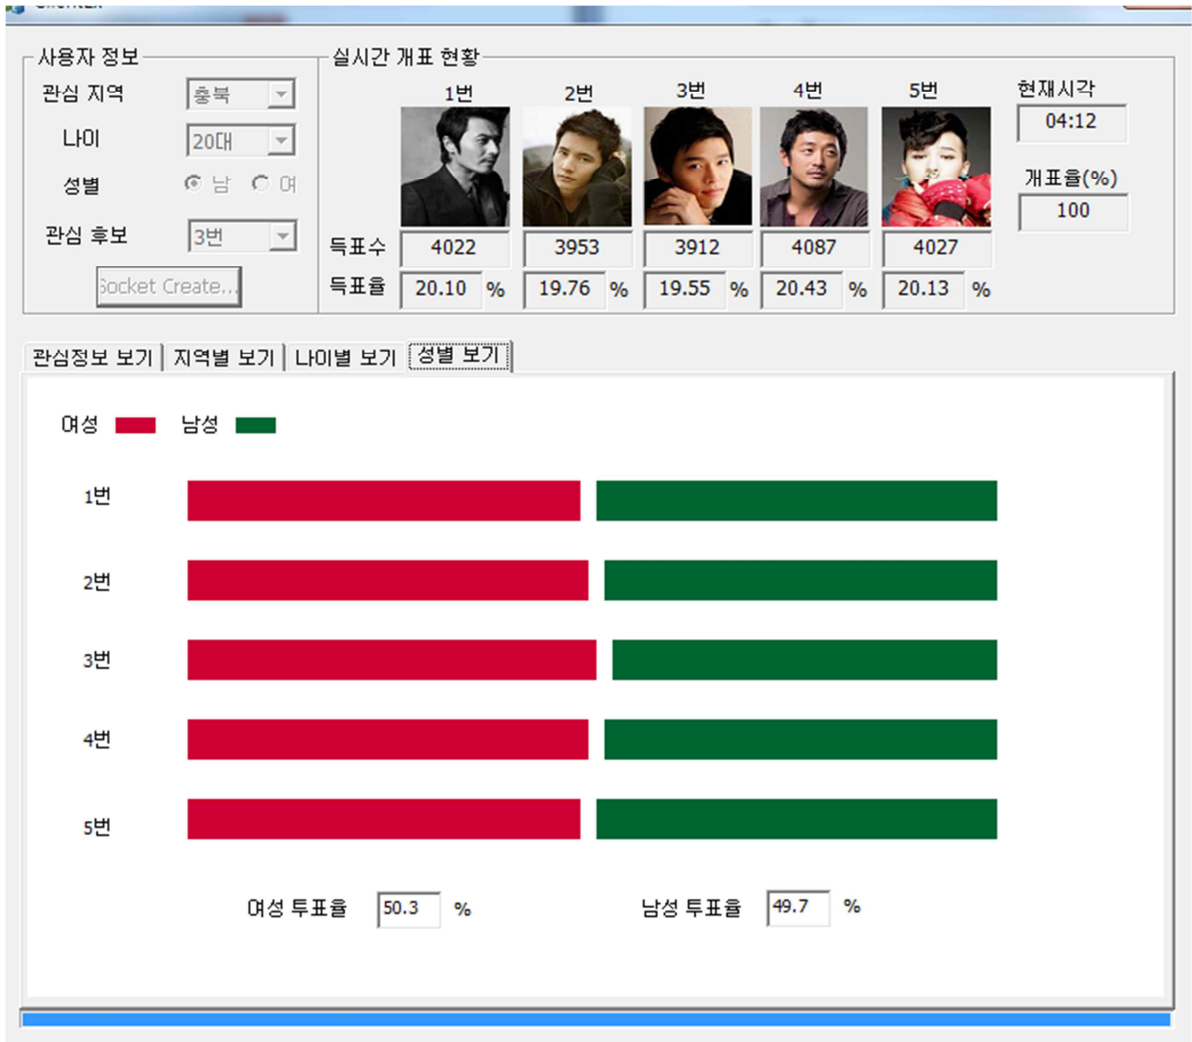 사용자 정보
관심 지역 충북
나이 20대
성별 남 여
관심 후보 3번
Socket Create...
실시간 개표 현황
1번 2번 3번 4번 5번
득표수 4022 3953 3912 4087 4027
득표율 20.10 % 19.76 % 19.55 % 20.43 % 20.13 %
현재시각
04:12
개표율(%)
100
관심정보 보기 지역별 보기 나이별 보기 성별 보기
여성 남성
1번
2번
3번
4번
5번
여성 투표율 50.3 % 남성 투표율 49.7 %